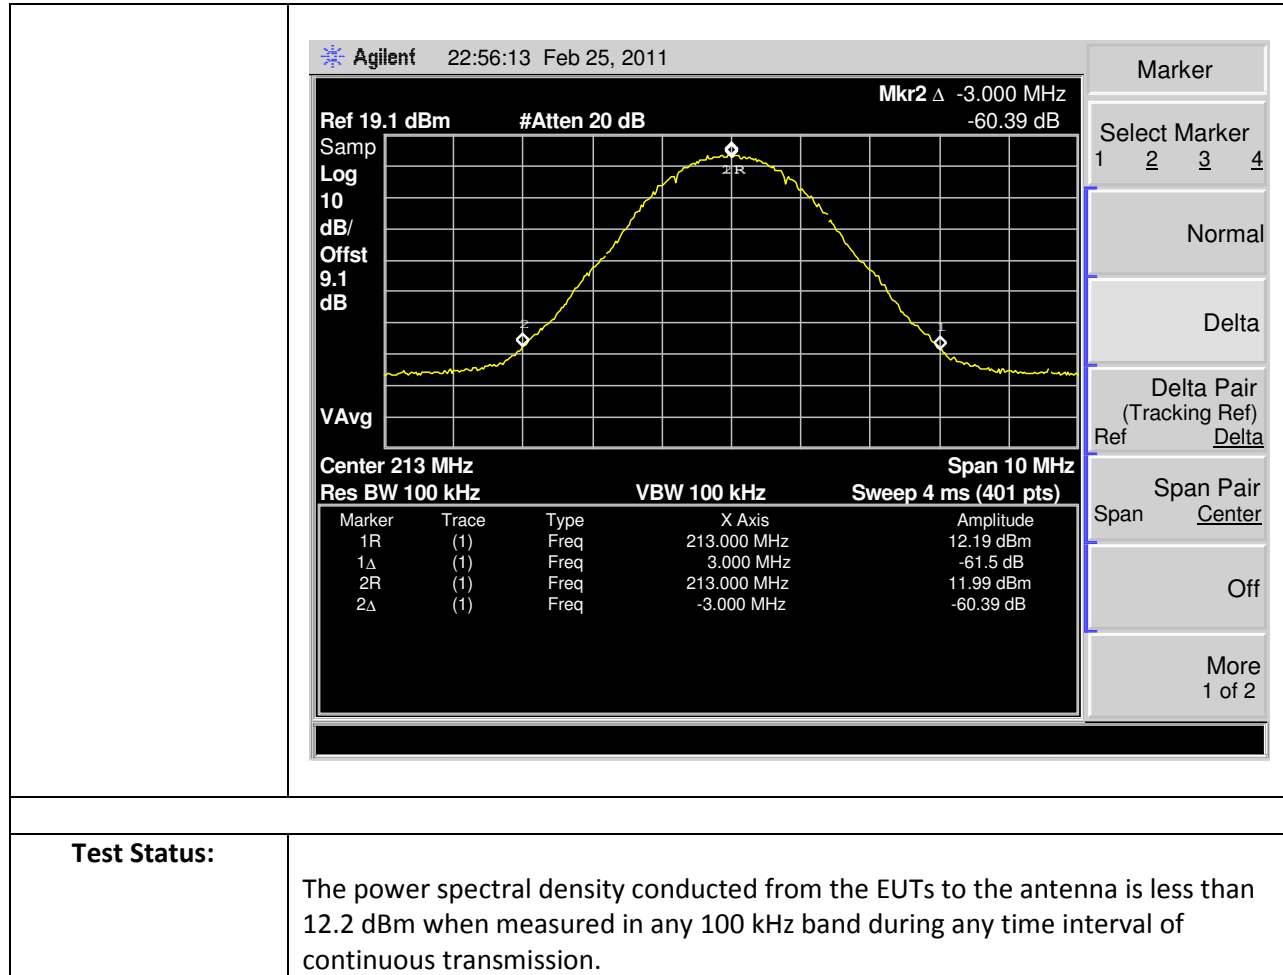 Agilent 22:56:13 Feb 25, 2011
Mkr2 Δ -3.000 MHz
Ref 19.1 dBm #Atten 20 dB -60.39 dB
Samp
Log
10
dB/
Offst
9.1
dB
VAvg
1R
2
1
Center 213 MHz Span 10 MHz
Res BW 100 kHz VBW 100 kHz Sweep 4 ms (401 pts)
Marker Trace Type X Axis Amplitude
1R (1) Freq 213.000 MHz 12.19 dBm
1Δ (1) Freq 3.000 MHz -61.5 dB
2R (1) Freq 213.000 MHz 11.99 dBm
2Δ (1) Freq -3.000 MHz -60.39 dB
Marker
Select Marker
1 2 3 4
Normal
Delta
Delta Pair
(Tracking Ref)
Ref Delta
Span Pair
Span Center
Off
More
1 of 2
Test Status:
The power spectral density conducted from the EUTs to the antenna is less than
12.2 dBm when measured in any 100 kHz band during any time interval of
continuous transmission.